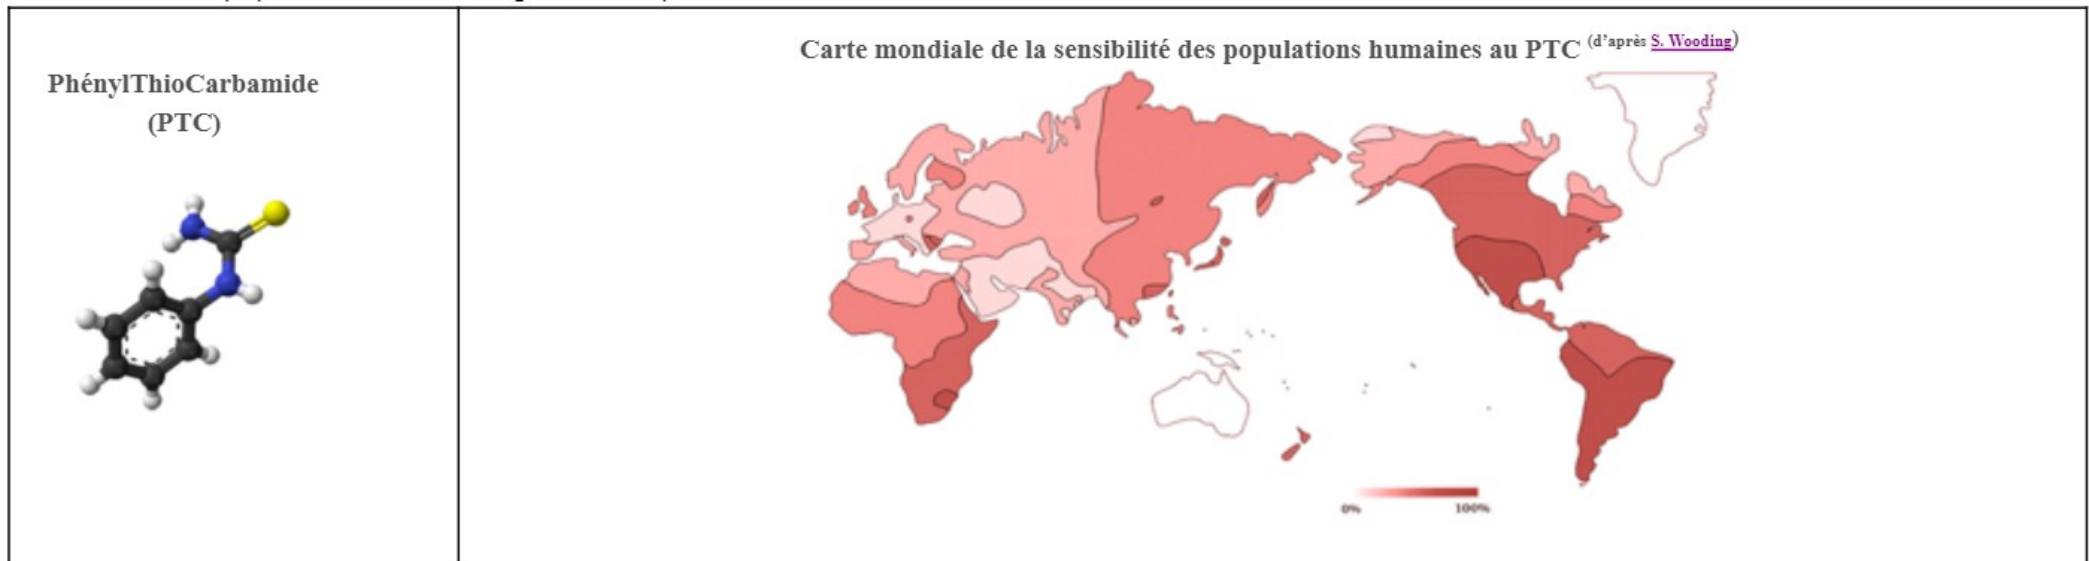 PhénylThioCarbamide
(PTC)
Carte mondiale de la sensibilité des populations humaines au PTC (d'après S. Wooding)
0%
100%